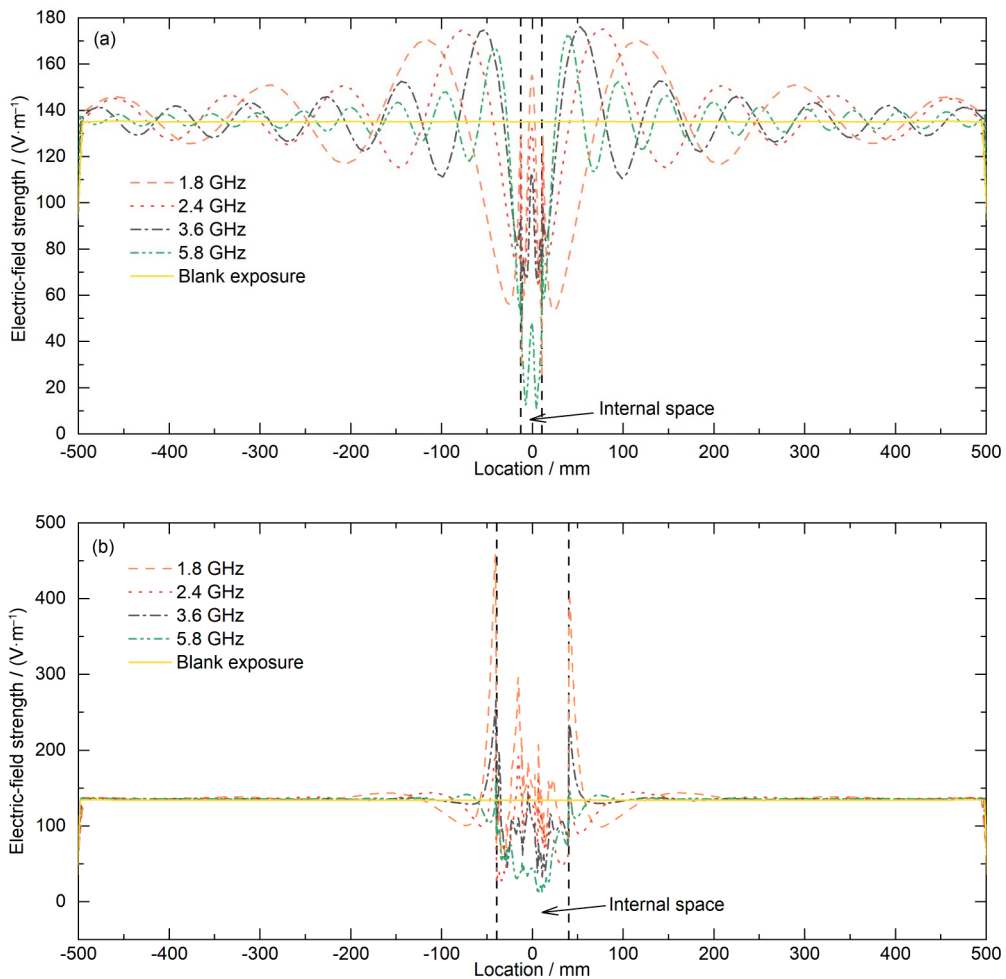 (a)
180
160
140
120
100
80
60
40
20
0
Electric-field strength / (V·m⁻¹)
1.8 GHz
2.4 GHz
3.6 GHz
5.8 GHz
Blank exposure
Internal space
-500 -400 -300 -200 -100 0 100 200 300 400 500
Location / mm
(b)
500
400
300
200
100
0
Electric-field strength / (V·m⁻¹)
1.8 GHz
2.4 GHz
3.6 GHz
5.8 GHz
Blank exposure
Internal space
-500 -400 -300 -200 -100 0 100 200 300 400 500
Location / mm